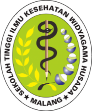 SEKOLAH TINGGI ILMU KESEHATAN WIDYAGAMA HUSADA
MALANG